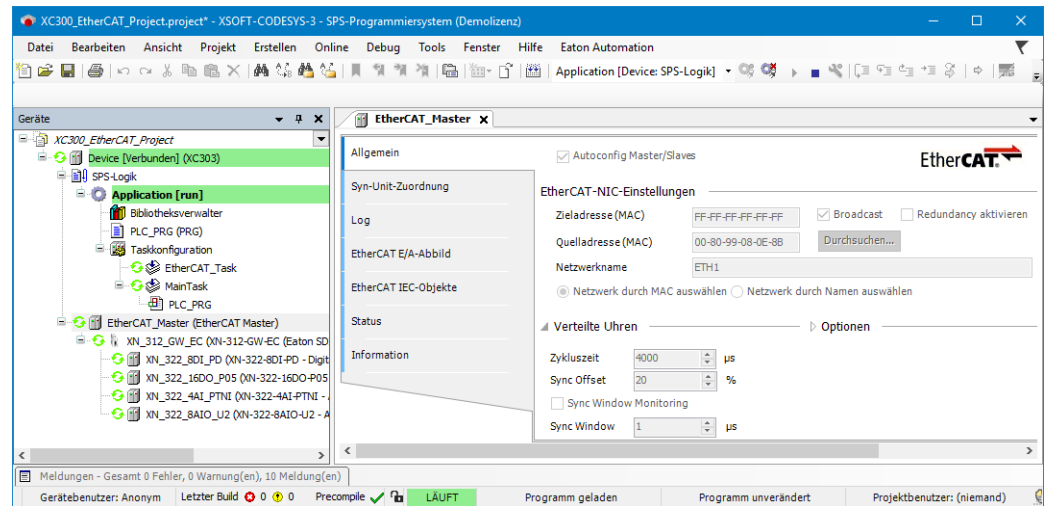 XC300_EtherCAT_Project.project* - XSOFT-CODESYS-3 - SPS-Programmiersystem (Demolizenz)
Datei Bearbeiten Ansicht Projekt Erstellen Online Debug Tools Fenster Hilfe Eaton Automation
Application [Device: SPS-Logik]
Geräte
XC300_EtherCAT_Project
Device [Verbunden] (XC303)
SPS-Logik
Application [run]
Bibliotheksverwalter
PLC_PRG (PRG)
Taskkonfiguration
EtherCAT_Task
MainTask
PLC_PRG
EtherCAT_Master (EtherCAT Master)
XN_312_GW_EC (XN-312-GW-EC (Eaton SD
XN_322_8DI_PD (XN-322-8DI-PD - Digit
XN_322_16DO_P05 (XN-322-16DO-P05
XN_322_4AI_PTNI (XN-322-4AI-PTNI -
XN_322_8AIO_U2 (XN-322-8AIO-U2 - A
EtherCAT_Master
Allgemein
Syn-Unit-Zuordnung
Log
EtherCAT E/A-Abbild
EtherCAT IEC-Objekte
Status
Information
Autoconfig Master/Slaves
EtherCAT.
EtherCAT-NIC-Einstellungen
Zieladresse (MAC) FF-FF-FF-FF-FF-FF Broadcast Redundancy aktivieren
Quelladresse (MAC) 00-80-99-08-0E-8B Durchsuchen...
Netzwerkname ETH1
Netzwerk durch MAC auswählen Netzwerk durch Namen auswählen
Verteilte Uhren Optionen
Zykluszeit 4000 µs
Sync Offset 20 %
Sync Window Monitoring
Sync Window 1 µs
Meldungen - Gesamt 0 Fehler, 0 Warnung(en), 10 Meldung(en)
Gerätebenutzer: Anonym Letzter Build 0 0 Precompile LÄUFT Programm geladen Programm unverändert Projektbenutzer: (niemand)